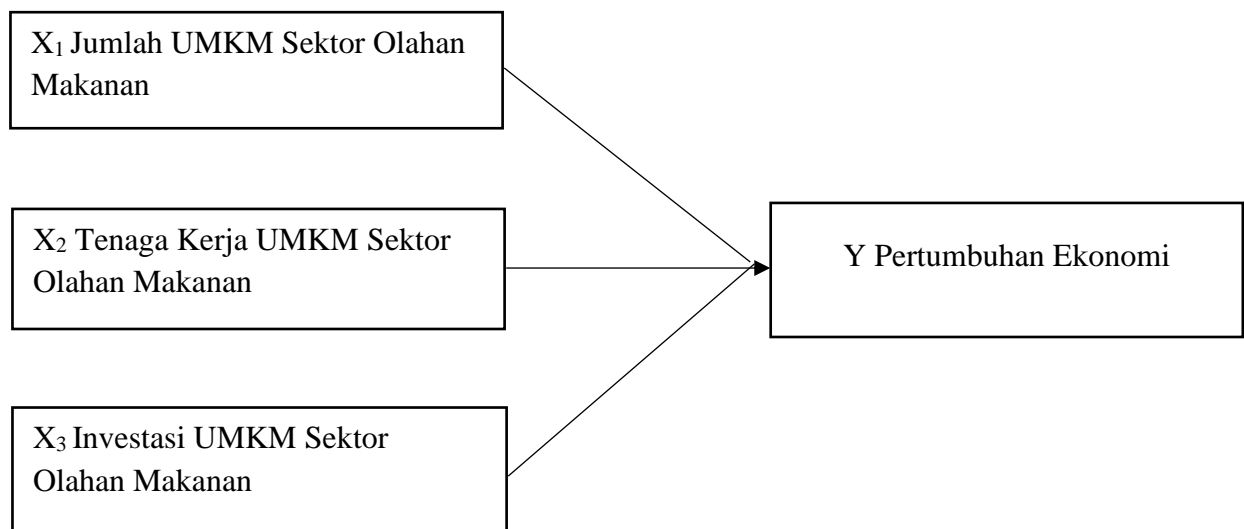 X₁ Jumlah UMKM Sektor Olahan
Makanan
X₂ Tenaga Kerja UMKM Sektor
Olahan Makanan
Y Pertumbuhan Ekonomi
X₃ Investasi UMKM Sektor
Olahan Makanan